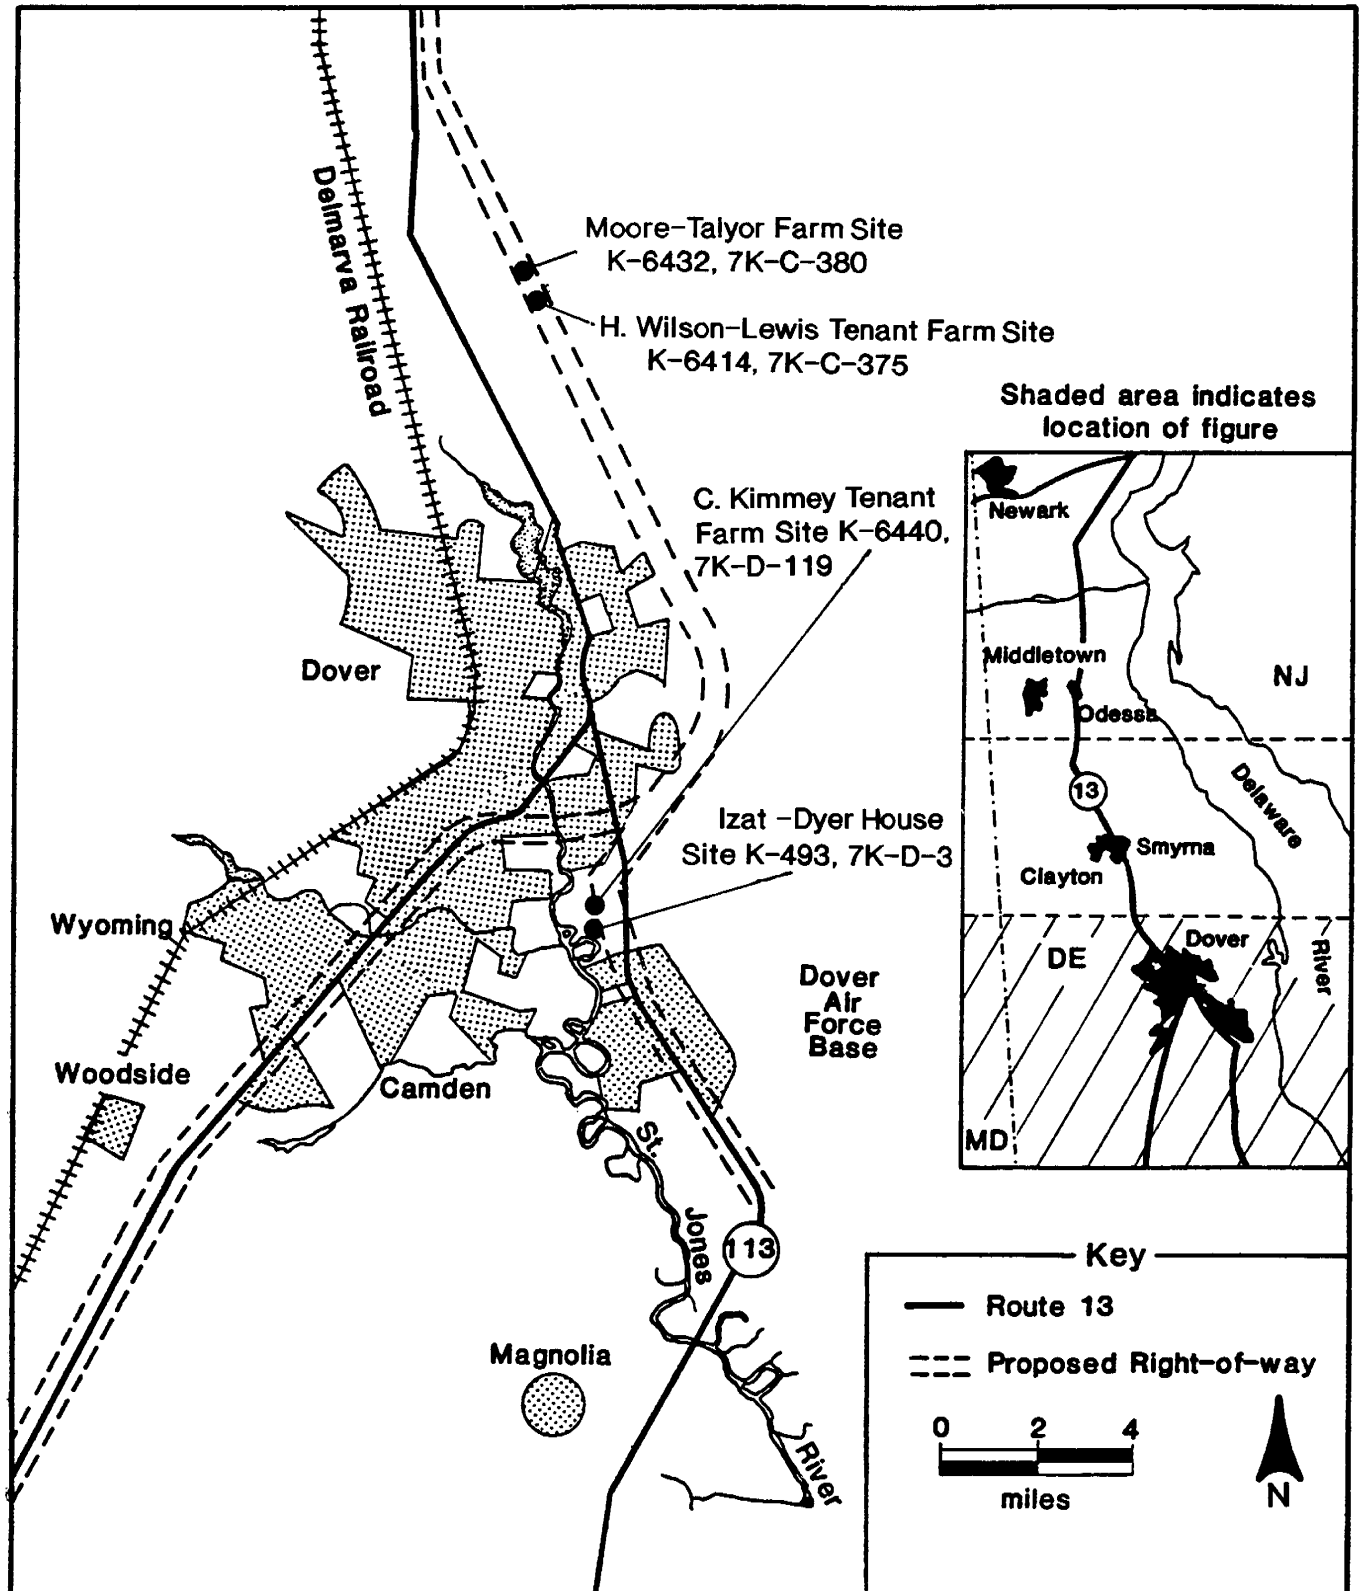 Delmarva Railroad
Moore-Talyor Farm Site
K-6432, 7K-C-380
H. Wilson-Lewis Tenant Farm Site
K-6414, 7K-C-375
Shaded area indicates
location of figure
C. Kimmey Tenant
Farm Site K-6440,
7K-D-119
Newark
Middletown
NJ
Odessa
Dover
Delaware
13
Izat -Dyer House
Site K-493, 7K-D-3
Smyrna
Clayton
Wyoming
Dover
DE
River
Dover
Air
Force
Base
Woodside
Camden
MD
St.
Jones
113
Key
Route 13
Magnolia
Proposed Right-of-way
0 2 4
miles
N
River